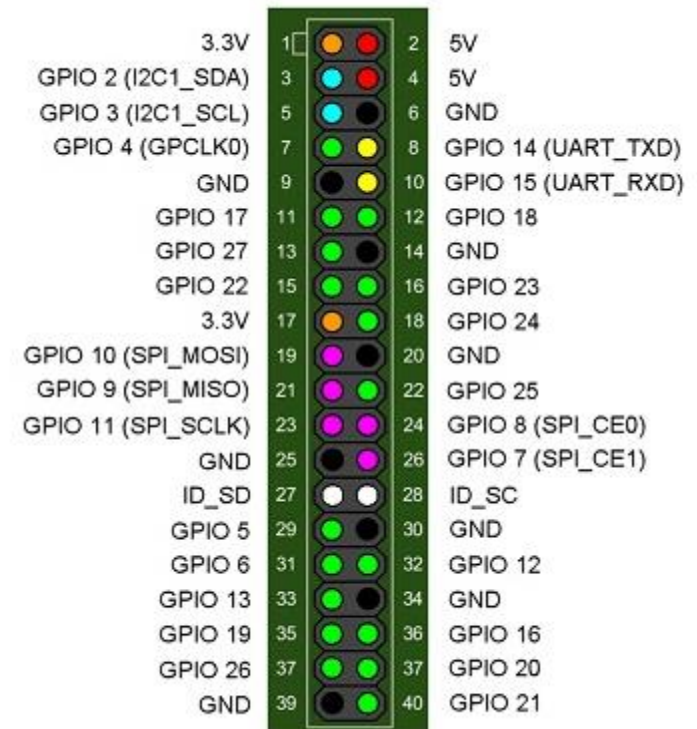 3.3V 1 2 5V
GPIO 2 (I2C1_SDA) 3 4 5V
GPIO 3 (I2C1_SCL) 5 6 GND
GPIO 4 (GPCLK0) 7 8 GPIO 14 (UART_TXD)
GND 9 10 GPIO 15 (UART_RXD)
GPIO 17 11 12 GPIO 18
GPIO 27 13 14 GND
GPIO 22 15 16 GPIO 23
3.3V 17 18 GPIO 24
GPIO 10 (SPI_MOSI) 19 20 GND
GPIO 9 (SPI_MISO) 21 22 GPIO 25
GPIO 11 (SPI_SCLK) 23 24 GPIO 8 (SPI_CE0)
GND 25 26 GPIO 7 (SPI_CE1)
ID_SD 27 28 ID_SC
GPIO 5 29 30 GND
GPIO 6 31 32 GPIO 12
GPIO 13 33 34 GND
GPIO 19 35 36 GPIO 16
GPIO 26 37 37 GPIO 20
GND 39 40 GPIO 21